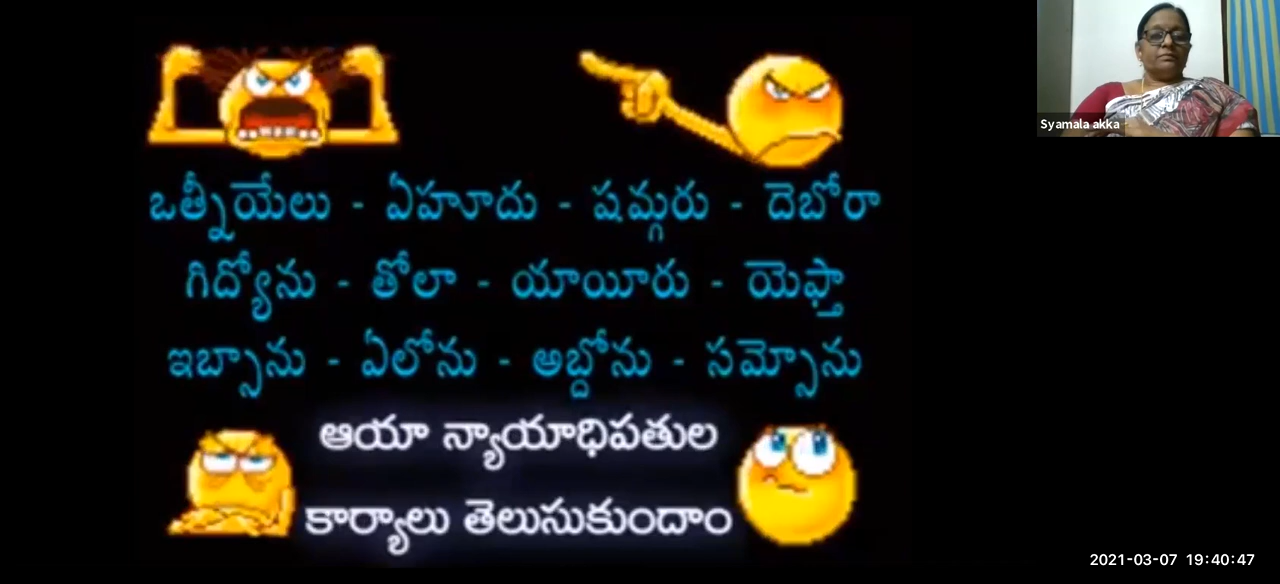 ఒత్నీయేలు - ఏహూదు - షమ్గరు - దెబోరా
గిద్యోను - తోలా - యాయీరు - యెఫ్తా
ఇబ్సాను - ఏలోను - అబ్దోను - సమ్సోను
ఆయా న్యాయాధిపతుల
కార్యాలు తెలుసుకుందాం
Syamala akka
2021-03-07 19:40:47